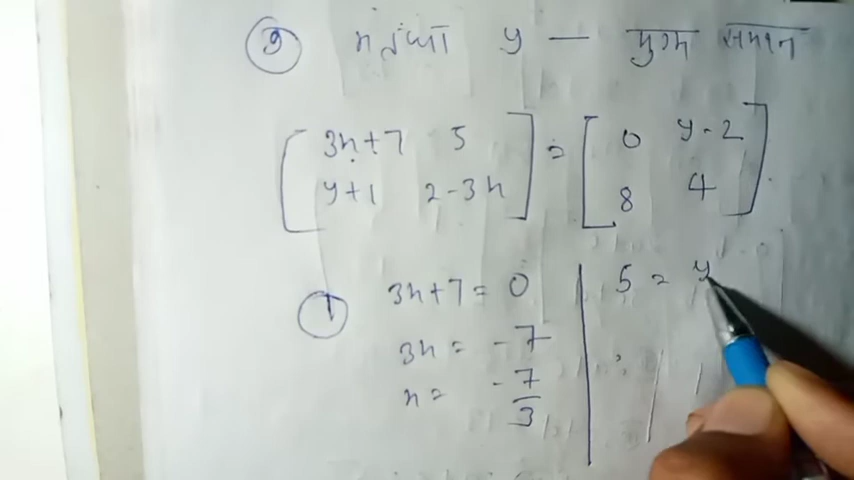 9 x तथा y — युग्म समान
[ 3x+7 5 ] = [ 0 y-2 ]
[ y+1 2-3x ] [ 8 4 ]
1 3x+7 = 0 | 5 = y
3x = -7
x = -7/3